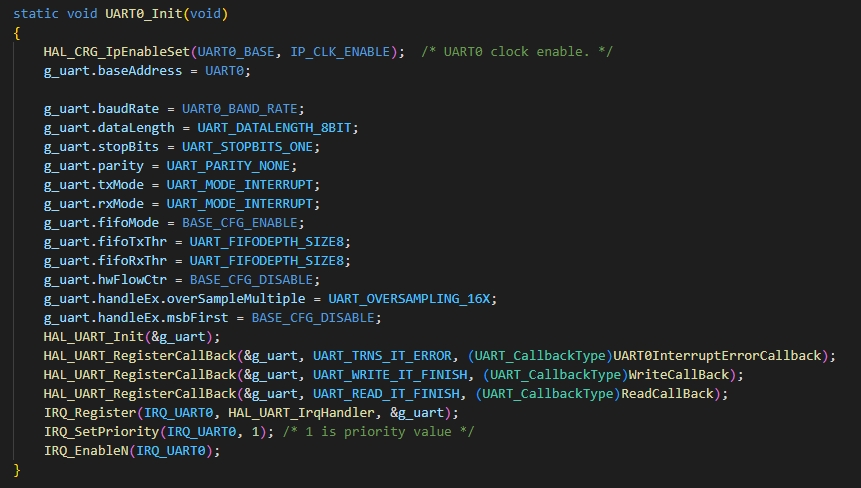 static void UART0_Init(void)
{
    HAL_CRG_IpEnableSet(UART0_BASE, IP_CLK_ENABLE);  /* UART0 clock enable. */
    g_uart.baseAddress = UART0;

    g_uart.baudRate = UART0_BAND_RATE;
    g_uart.dataLength = UART_DATALENGTH_8BIT;
    g_uart.stopBits = UART_STOPBITS_ONE;
    g_uart.parity = UART_PARITY_NONE;
    g_uart.txMode = UART_MODE_INTERRUPT;
    g_uart.rxMode = UART_MODE_INTERRUPT;
    g_uart.fifoMode = BASE_CFG_ENABLE;
    g_uart.fifoTxThr = UART_FIFODEPTH_SIZE8;
    g_uart.fifoRxThr = UART_FIFODEPTH_SIZE8;
    g_uart.hwFlowCtr = BASE_CFG_DISABLE;
    g_uart.handleEx.overSampleMultiple = UART_OVERSAMPLING_16X;
    g_uart.handleEx.msbFirst = BASE_CFG_DISABLE;
    HAL_UART_Init(&g_uart);
    HAL_UART_RegisterCallBack(&g_uart, UART_TRNS_IT_ERROR, (UART_CallbackType)UART0InterruptErrorCallback);
    HAL_UART_RegisterCallBack(&g_uart, UART_WRITE_IT_FINISH, (UART_CallbackType)WriteCallBack);
    HAL_UART_RegisterCallBack(&g_uart, UART_READ_IT_FINISH, (UART_CallbackType)ReadCallBack);
    IRQ_Register(IRQ_UART0, HAL_UART_IrqHandler, &g_uart);
    IRQ_SetPriority(IRQ_UART0, 1); /* 1 is priority value */
    IRQ_EnableN(IRQ_UART0);
}